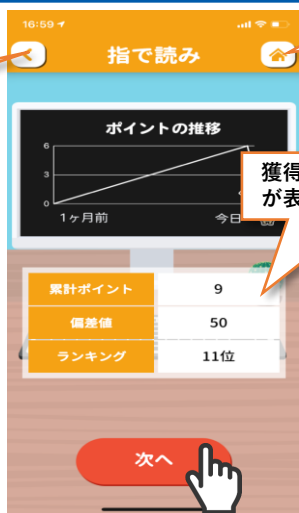 16:59
指で読み
ポイントの推移
6
3
0
1ヶ月前
今日
獲得
が表
累計ポイント 9
偏差値 50
ランキング 11位
次へ